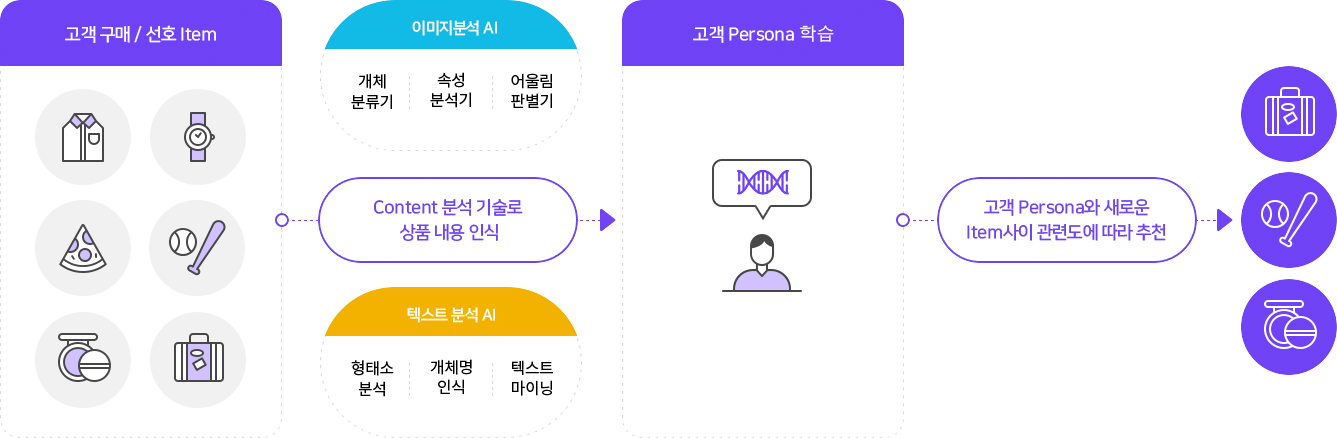 고객 구매 / 선호 Item
이미지분석 AI
개체
분류기
속성
분석기
어울림
판별기
Content 분석 기술로
상품 내용 인식
텍스트 분석 AI
형태소
분석
개체명
인식
텍스트
마이닝
고객 Persona 학습
고객 Persona와 새로운
Item사이 관련도에 따라 추천